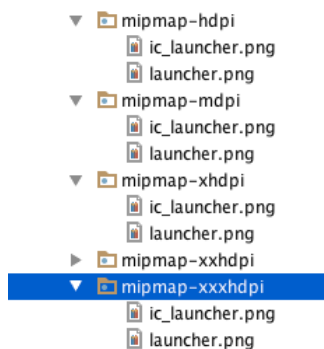 mipmap-hdpi
ic_launcher.png
launcher.png
mipmap-mdpi
ic_launcher.png
launcher.png
mipmap-xhdpi
ic_launcher.png
launcher.png
mipmap-xxhdpi
mipmap-xxxhdpi
ic_launcher.png
launcher.png